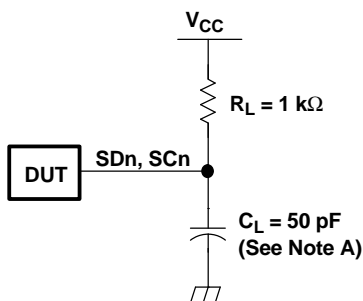 VCC
RL = 1 kΩ
SDn, SCn
DUT
CL = 50 pF
(See Note A)